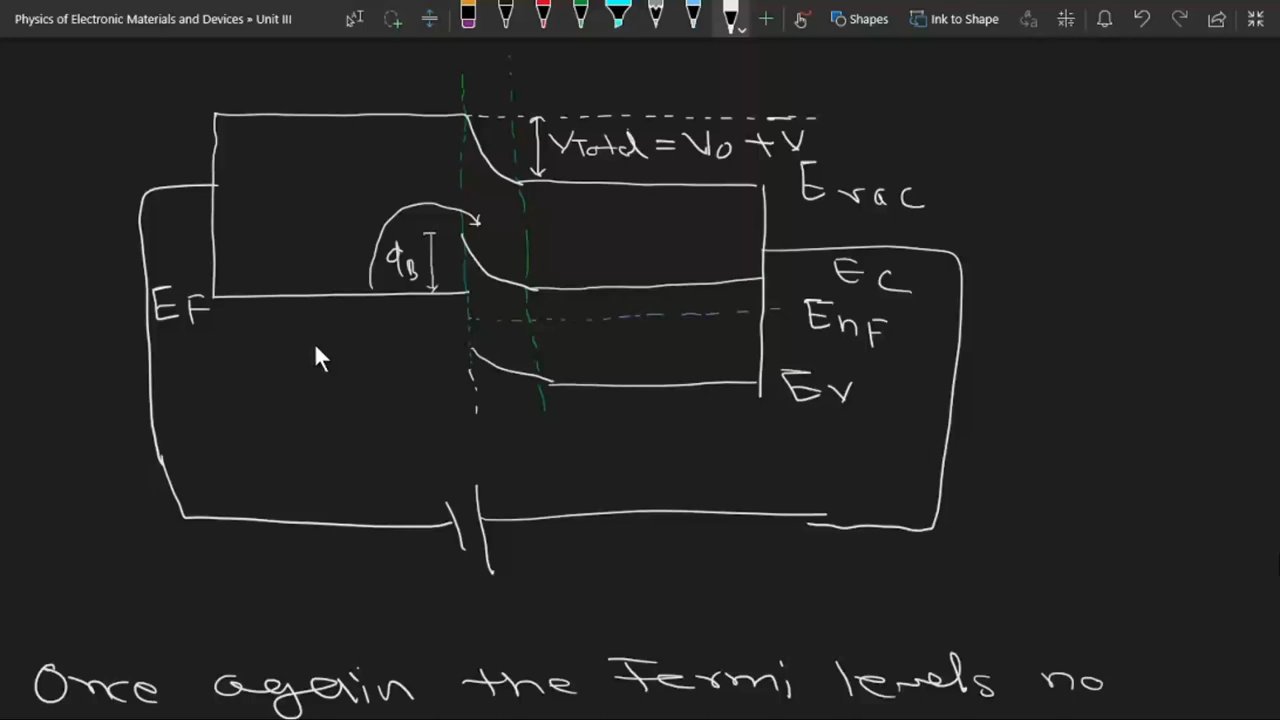 Physics of Electronic Materials and Devices » Unit III
Shapes
Ink to Shape
VTotal = V0 + V
Evac
φB
EC
EF
EnF
Ev
Once again the Fermi levels no